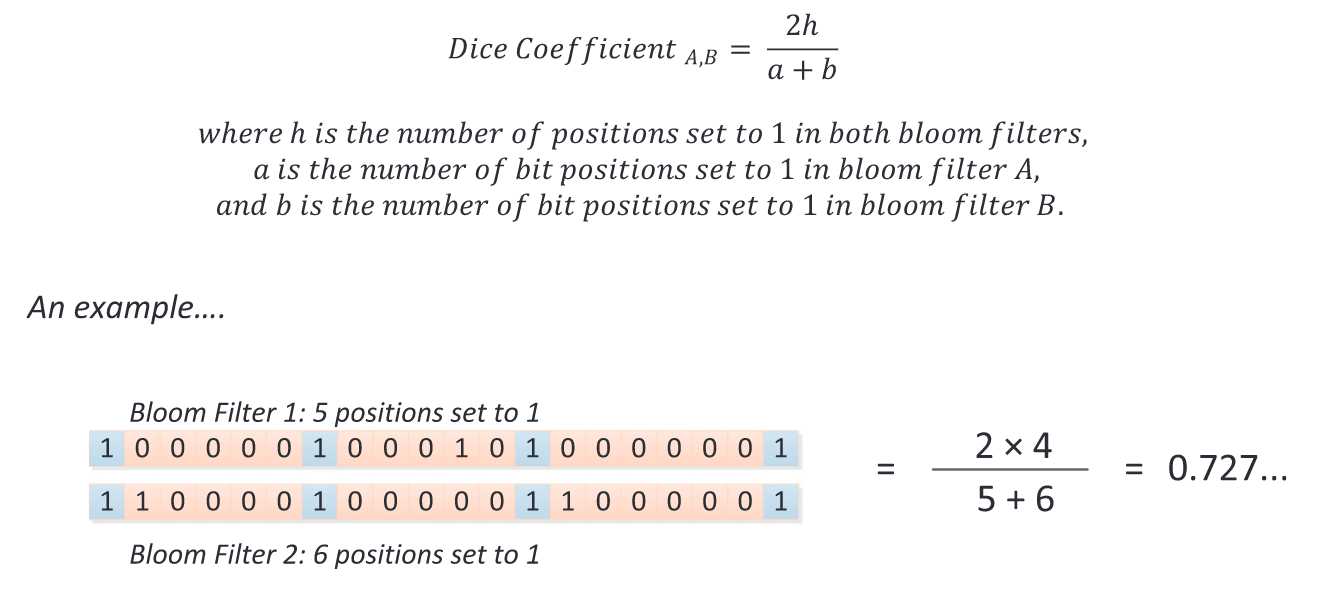 Dice Coefficient A,B = 2h / a + b
where h is the number of positions set to 1 in both bloom filters,
a is the number of bit positions set to 1 in bloom filter A,
and b is the number of bit positions set to 1 in bloom filter B.
An example....
Bloom Filter 1: 5 positions set to 1
1 0 0 0 0 0 1 0 0 0 1 0 1 0 0 0 0 0 0 1
1 1 0 0 0 0 1 0 0 0 0 0 1 1 0 0 0 0 0 1
= 2 × 4 / 5 + 6 = 0.727...
Bloom Filter 2: 6 positions set to 1